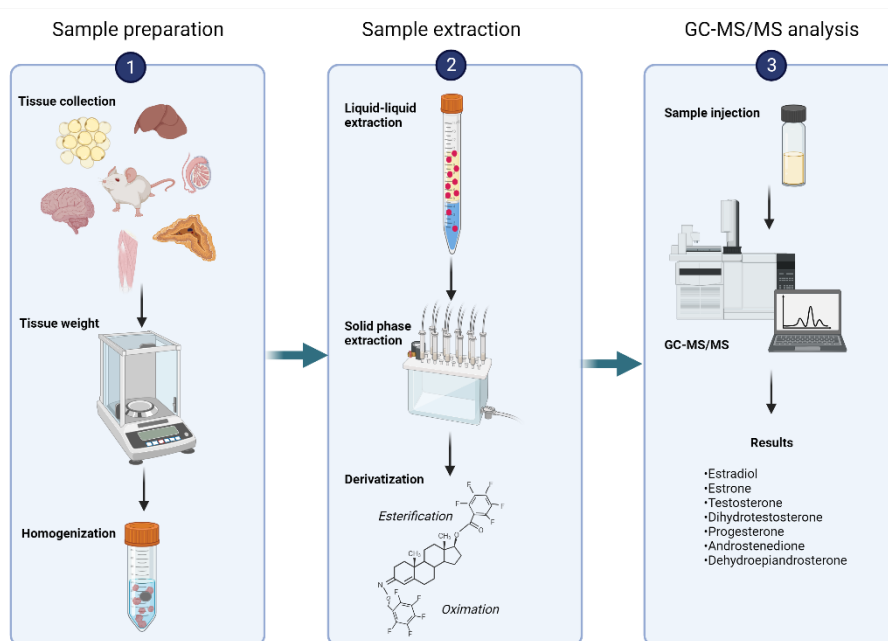 Sample preparation
Sample extraction
GC-MS/MS analysis
1
2
3
Tissue collection
Tissue weight
Homogenization
Liquid-liquid
extraction
Solid phase
extraction
Derivatization
Esterification
F
F
F
F
F
O
O
CH₃
CH₃
N
O
F
F
F
F
F
Oximation
Sample injection
GC-MS/MS
Results
•Estradiol
•Estrone
•Testosterone
•Dihydrotestosterone
•Progesterone
•Androstenedione
•Dehydroepiandrosterone